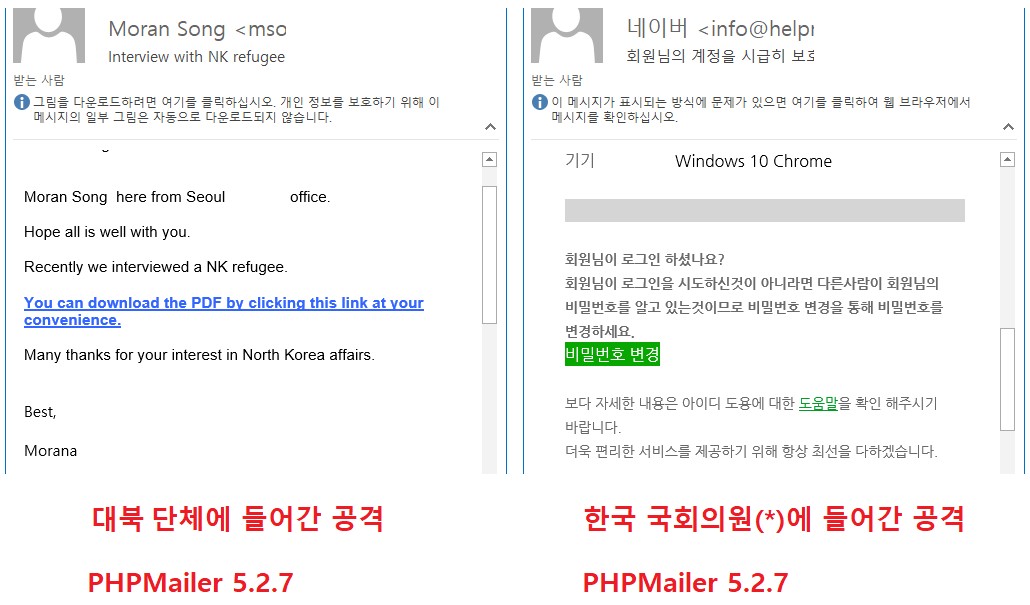 Moran Song <mso
Interview with NK refugee
받는 사람
그림을 다운로드하려면 여기를 클릭하십시오. 개인 정보를 보호하기 위해 이
메시지의 일부 그림은 자동으로 다운로드되지 않습니다.
Moran Song here from Seoul office.
Hope all is well with you.
Recently we interviewed a NK refugee.
You can download the PDF by clicking this link at your
convenience.
Many thanks for your interest in North Korea affairs.
Best,
Morana
대북 단체에 들어간 공격
PHPMailer 5.2.7
네이버 <info@helpr
회원님의 계정을 시급히 보호
받는 사람
이 메시지가 표시되는 방식에 문제가 있으면 여기를 클릭하여 웹 브라우저에서
메시지를 확인하십시오.
기기 Windows 10 Chrome
회원님이 로그인 하셨나요?
회원님이 로그인을 시도하신것이 아니라면 다른사람이 회원님의
비밀번호를 알고 있는것이므로 비밀번호 변경을 통해 비밀번호를
변경하세요.
비밀번호 변경
보다 자세한 내용은 아이디 도용에 대한 도움말을 확인 해주시기
바랍니다.
더욱 편리한 서비스를 제공하기 위해 항상 최선을 다하겠습니다.
한국 국회의원(*)에 들어간 공격
PHPMailer 5.2.7